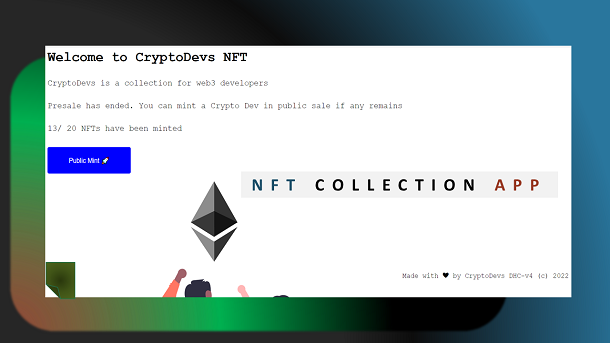 Welcome to CryptoDevs NFT
CryptoDevs is a collection for web3 developers
Presale has ended. You can mint a Crypto Dev in public sale if any remains
13/ 20 NFTs have been minted
Public Mint 🚀
NFT COLLECTION APP
Made with ♥ by CryptoDevs DHC-v4 (c) 2022